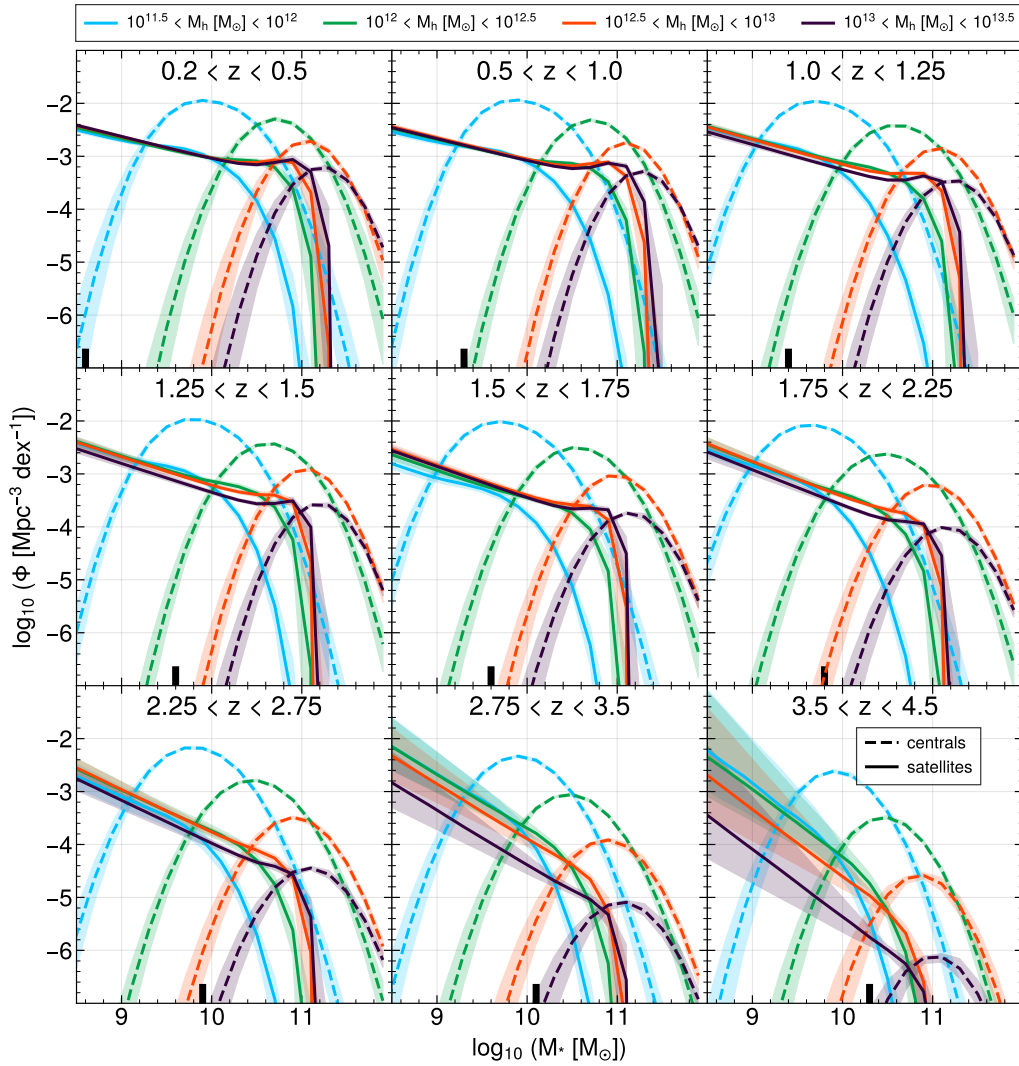 10^11.5 < M_h [M_⊙] < 10^12 10^12 < M_h [M_⊙] < 10^12.5 10^12.5 < M_h [M_⊙] < 10^13 10^13 < M_h [M_⊙] < 10^13.5
0.2 < z < 0.5 0.5 < z < 1.0 1.0 < z < 1.25
−2
−3
−4
−5
−6
1.25 < z < 1.5 1.5 < z < 1.75 1.75 < z < 2.25
−2
−3
−4
−5
−6
log_10 (Φ [Mpc^−3 dex^−1])
2.25 < z < 2.75 2.75 < z < 3.5 3.5 < z < 4.5
centrals
satellites
−2
−3
−4
−5
−6
9 10 11 9 10 11 9 10 11
log_10 (M_* [M_⊙])